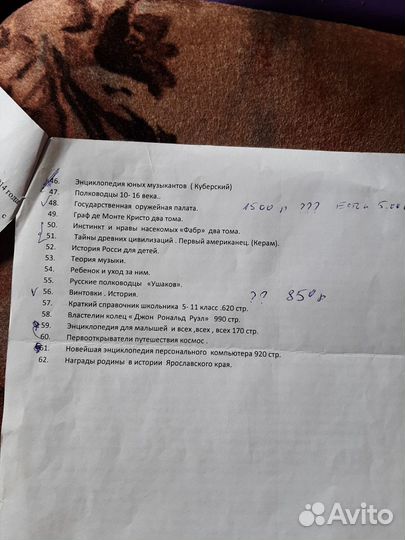 14 года
с
46. Энциклопедия юных музыкантов ( Куберский)
47. Полководцы 10- 16 века..
48. Государственная оружейная палата. 1500 р ???
49. Граф де Монте Кристо два тома.
50. Инстинкт и нравы насекомых «Фабр» два тома.
51. Тайны древних цивилизаций . Первый американец. (Керам).
52. История Росси для детей.
53. Теория музыки.
54. Ребенок и уход за ним.
55. Русские полководцы «Ушаков».
56. Винтовки . История. ?? 850 р
57. Краткий справочник школьника 5- 11 класс .620 стр.
58. Властелин колец « Джон Рональд Руэл» 990 стр.
59. Энциклопедия для малышей и всех ,всех , всех 170 стр.
60. Первооткрыватели путешествия космос .
61. Новейшая энциклопедия персонального компьютера 920 стр.
62. Награды родины в истории Ярославского края.
Avito